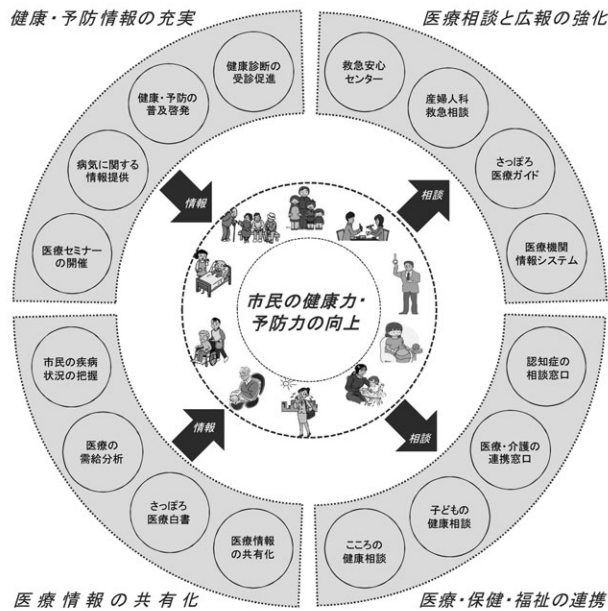 健康・予防情報の充実
医療相談と広報の強化
健康診断の
受診促進
健康・予防の
普及啓発
病気に関する
情報提供
医療セミナー
の開催
救急安心
センター
産婦人科
救急相談
さっぽろ
医療ガイド
医療機関
情報システム
情報
相談
市民の健康力・
予防力の向上
情報
相談
市民の疾病
状況の把握
医療の
需給分析
さっぽろ
医療白書
医療情報
の共有化
認知症の
相談窓口
医療・介護の
連携窓口
子どもの
健康相談
こころの
健康相談
医療情報の共有化
医療・保健・福祉の連携